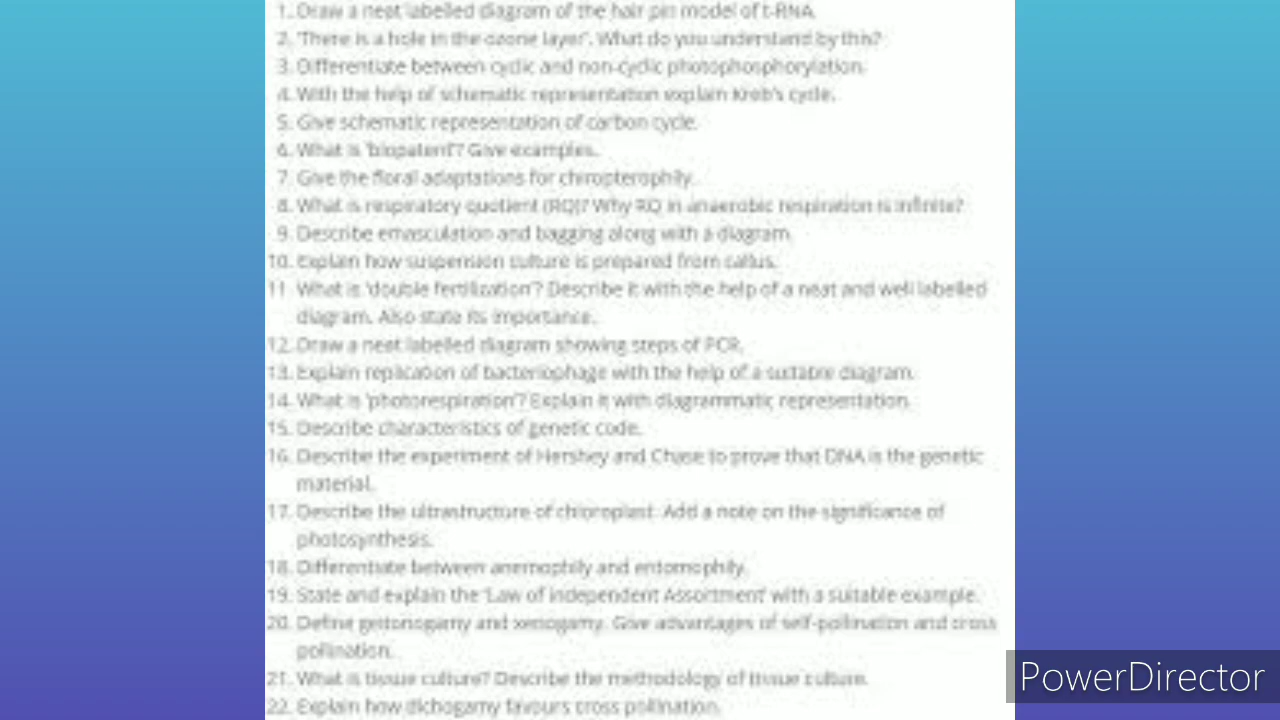 1. Draw a neat labelled diagram of the hair pin model of t-RNA.
2. 'There is a hole in the ozone layer'. What do you understand by this?
3. Differentiate between cyclic and non-cyclic photophosphorylation.
4. With the help of schematic representation explain Kreb's cycle.
5. Give schematic representation of carbon cycle.
6. What is 'biopatent'? Give examples.
7. Give the floral adaptations for chiropterophily.
8. What is respiratory quotient (RQ)? Why RQ in anaerobic respiration is infinite?
9. Describe emasculation and bagging along with a diagram.
10. Explain how suspension culture is prepared from callus.
11 What is 'double fertilization'? Describe it with the help of a neat and well labelled
diagram. Also state its importance.
12. Draw a neat labelled diagram showing steps of PCR.
13. Explain replication of bacteriophage with the help of a suitable diagram.
14. What is 'photorespiration'? Explain it with diagrammatic representation.
15. Describe characteristics of genetic code.
16. Describe the experiment of Hershey and Chase to prove that DNA is the genetic
material.
17. Describe the ultrastructure of chloroplast. Add a note on the significance of
photosynthesis.
18. Differentiate between anemophily and entomophily.
19. State and explain the 'Law of independent Assortment' with a suitable example.
20. Define geitonogamy and xenogamy. Give advantages of self-pollination and cross
pollination.
21. What is tissue culture? Describe the methodology of tissue culture.
22. Explain how dichogamy favours cross pollination.
PowerDirector